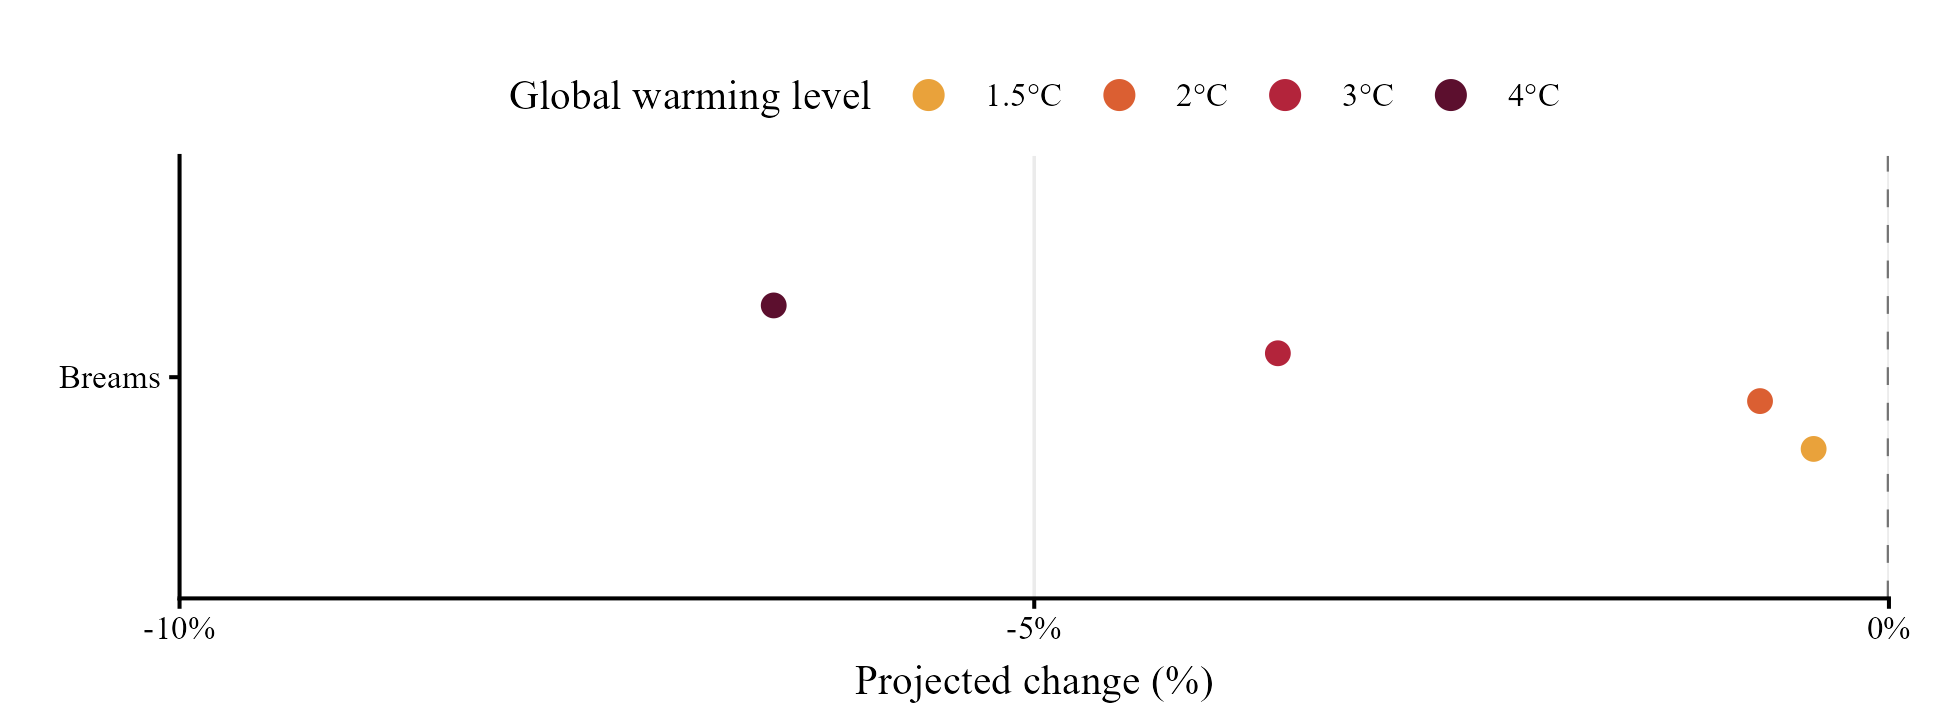 Global warming level 1.5°C 2°C 3°C 4°C
Breams
-10% -5% 0%
Projected change (%)